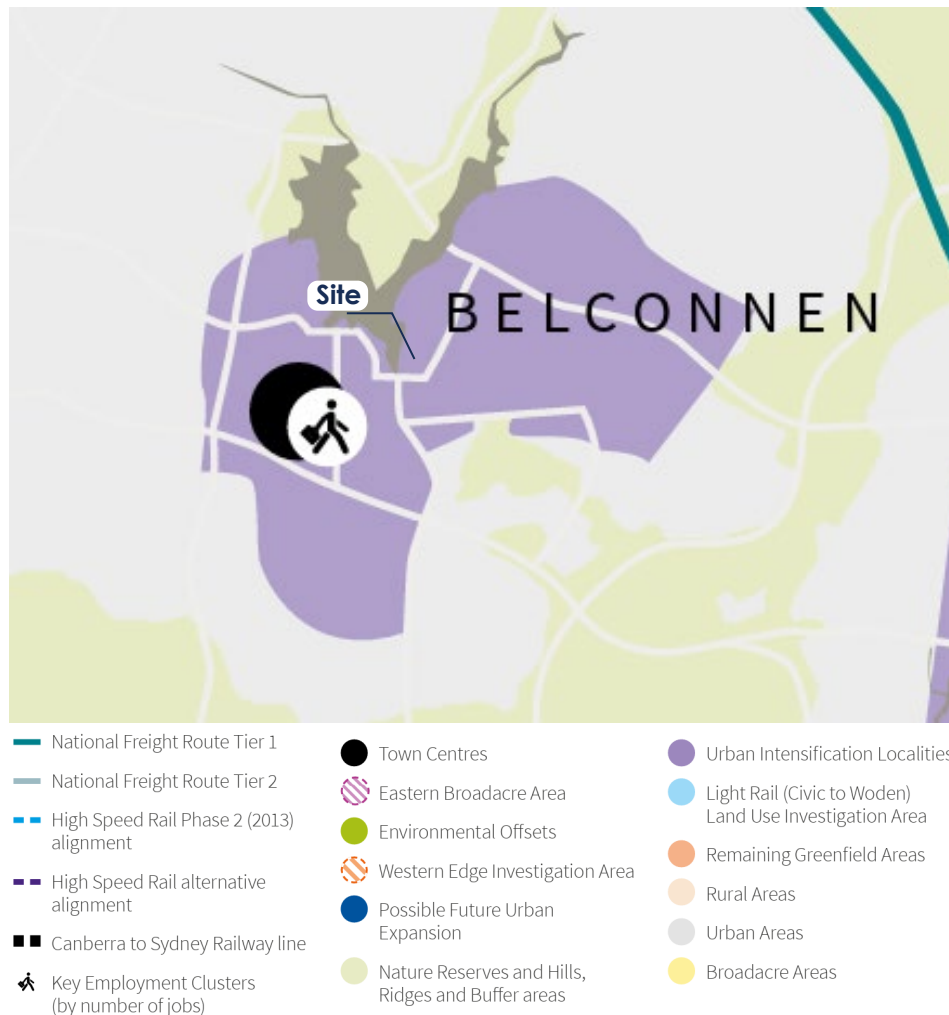 Site
BELCONNEN
National Freight Route Tier 1
National Freight Route Tier 2
High Speed Rail Phase 2 (2013)
alignment
High Speed Rail alternative
alignment
Canberra to Sydney Railway line
Key Employment Clusters
(by number of jobs)
Town Centres
Eastern Broadacre Area
Environmental Offsets
Western Edge Investigation Area
Possible Future Urban
Expansion
Nature Reserves and Hills,
Ridges and Buffer areas
Urban Intensification Localities
Light Rail (Civic to Woden)
Land Use Investigation Area
Remaining Greenfield Areas
Rural Areas
Urban Areas
Broadacre Areas